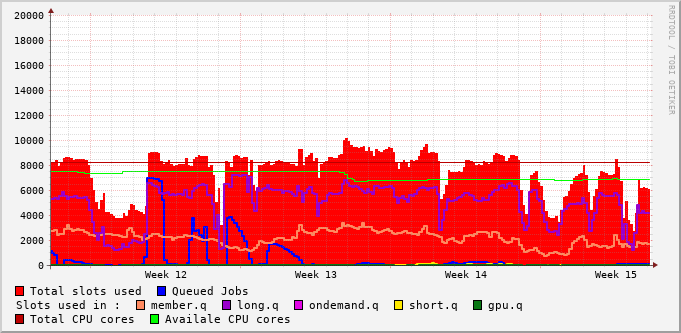 RRDTOOL / TOBI OETIKER
20000
18000
16000
14000
12000
10000
8000
6000
4000
2000
0
Week 12 Week 13 Week 14 Week 15
Total slots used Queued Jobs
Slots used in : member.q long.q ondemand.q short.q gpu.q
Total CPU cores Availale CPU cores